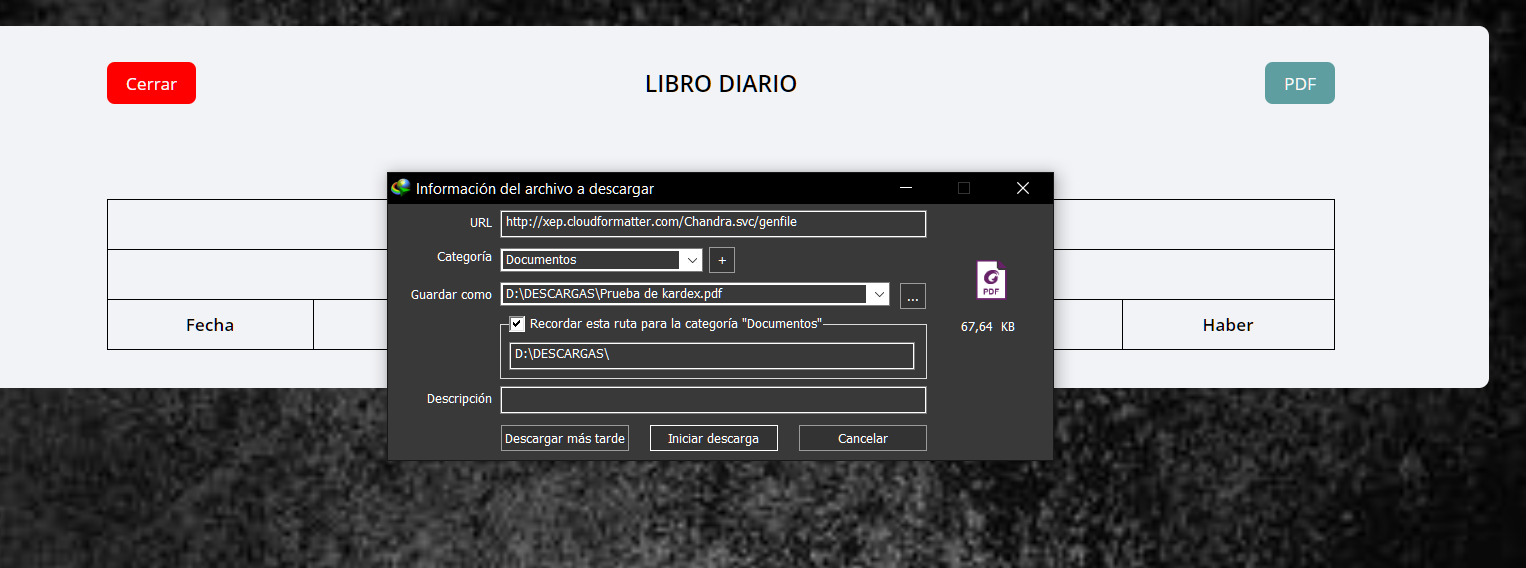 Cerrar
LIBRO DIARIO
PDF
Información del archivo a descargar
URL
http://xep.cloudformatter.com/Chandra.svc/genfile
Categoría
Documentos
+
Guardar como
D:\DESCARGAS\Prueba de kardex.pdf
...
PDF
67,64 KB
Recordar esta ruta para la categoría "Documentos"
D:\DESCARGAS\
Descripción
Descargar más tarde
Iniciar descarga
Cancelar
Fecha
Haber